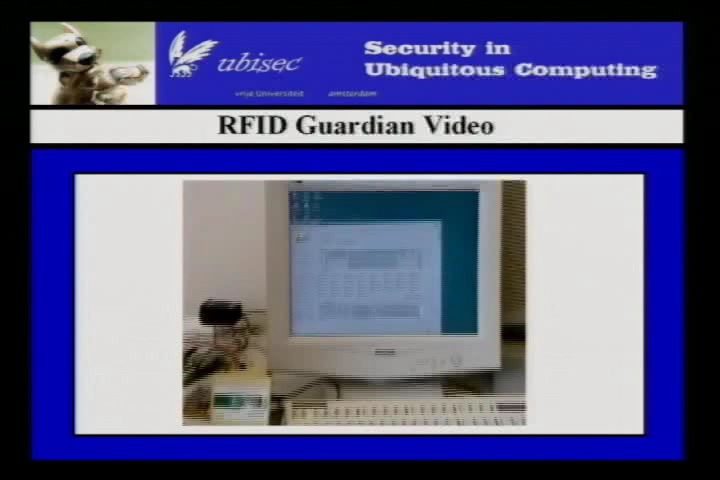 ubisec
Security in
Ubiquitous Computing
vrije Universiteit amsterdam
RFID Guardian Video